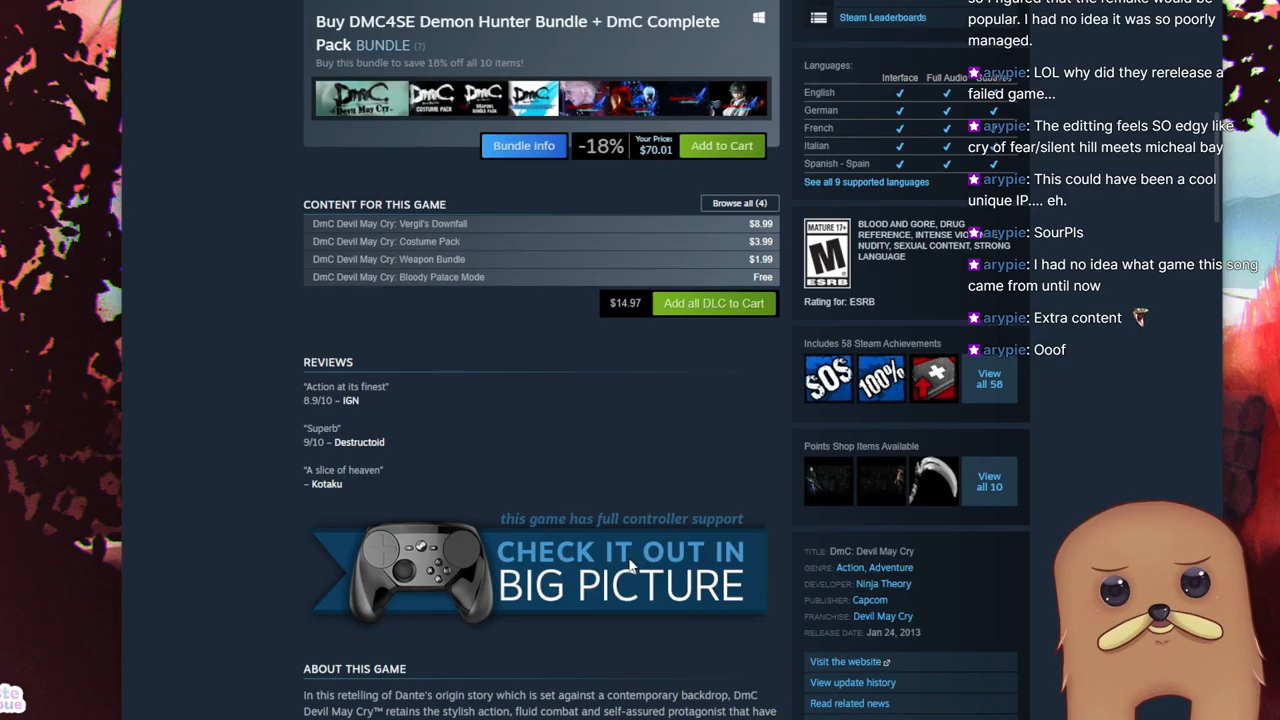 Buy DMC4SE Demon Hunter Bundle + DmC Complete
Pack BUNDLE (?)
Buy this bundle to save 18% off all 10 items!
Bundle info
-18%
Your Price:
$70.01
Add to Cart
CONTENT FOR THIS GAME
Browse all (4)
DmC Devil May Cry: Vergil's Downfall $8.99
DmC Devil May Cry: Costume Pack $3.99
DmC Devil May Cry: Weapon Bundle $1.99
DmC Devil May Cry: Bloody Palace Mode Free
$14.97 Add all DLC to Cart
REVIEWS
“Action at its finest”
8.9/10 – IGN
“Superb”
9/10 – Destructoid
“A slice of heaven”
– Kotaku
this game has full controller support
CHECK IT OUT IN
BIG PICTURE
ABOUT THIS GAME
In this retelling of Dante's origin story which is set against a contemporary backdrop, DmC
Devil May Cry™ retains the stylish action, fluid combat and self-assured protagonist that have
Steam Leaderboards
Languages:
Interface Full Audio
English
German
French
Italian
Spanish - Spain
See all 9 supported languages
MATURE 17+
M
ESRB
BLOOD AND GORE, DRUG
REFERENCE, INTENSE
NUDITY, SEXUAL CONTENT, STRONG
LANGUAGE
Rating for: ESRB
Includes 58 Steam Achievements
SOS
100%
View
all 58
Points Shop Items Available
View
all 10
TITLE: DmC: Devil May Cry
GENRE: Action, Adventure
DEVELOPER: Ninja Theory
PUBLISHER: Capcom
FRANCHISE: Devil May Cry
RELEASE DATE: Jan 24, 2013
Visit the website
View update history
Read related news
so I figured that the remake would be
popular. I had no idea it was so poorly
managed.
arypie: LOL why did they rerelease a
failed game...
arypie: The editting feels SO edgy like
cry of fear/silent hill meets micheal bay
arypie: This could have been a cool
unique IP.... eh.
arypie: SourPls
arypie: I had no idea what game this song
came from until now
arypie: Extra content
arypie: Ooof